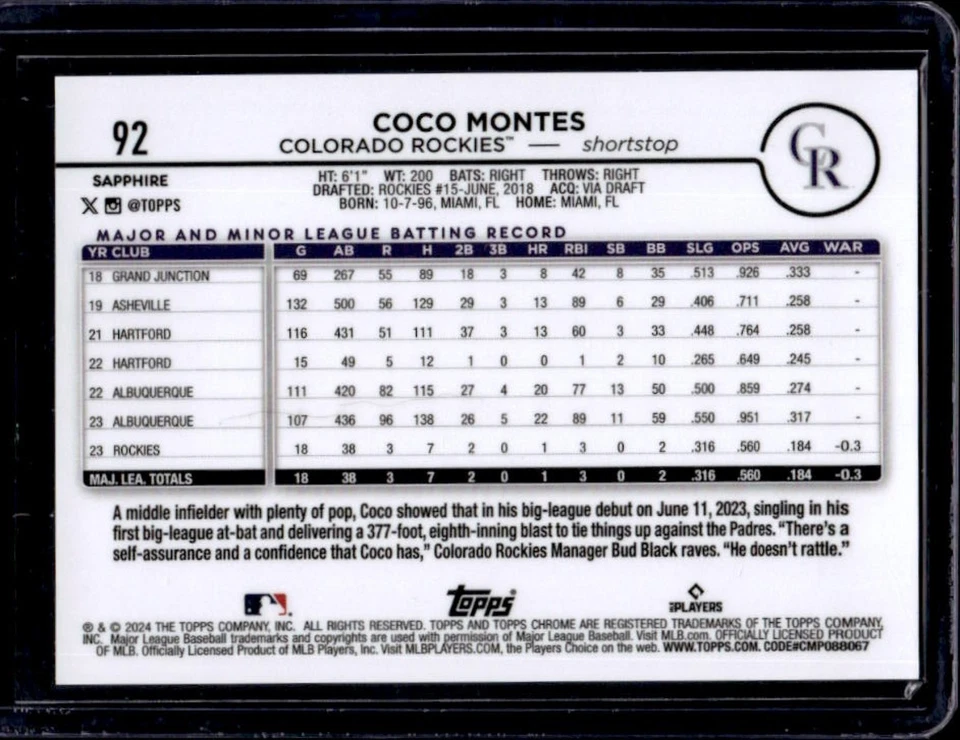 92
COCO MONTES
COLORADO ROCKIES™ — shortstop
CR
SAPPHIRE
@TOPPS
HT: 6'1" WT: 200 BATS: RIGHT THROWS: RIGHT
DRAFTED: ROCKIES #15-JUNE, 2018 ACQ: VIA DRAFT
BORN: 10-7-96, MIAMI, FL HOME: MIAMI, FL
MAJOR AND MINOR LEAGUE BATTING RECORD
YR CLUB G AB R H 2B 3B HR RBI SB BB SLG OPS AVG WAR
18 GRAND JUNCTION 69 267 55 89 18 3 8 42 8 35 .513 .926 .333 -
19 ASHEVILLE 132 500 56 129 29 3 13 89 6 29 .406 .711 .258 -
21 HARTFORD 116 431 51 111 37 3 13 60 3 33 .448 .764 .258 -
22 HARTFORD 15 49 5 12 1 0 0 1 2 10 .265 .649 .245 -
22 ALBUQUERQUE 111 420 82 115 27 4 20 77 13 50 .500 .859 .274 -
23 ALBUQUERQUE 107 436 96 138 26 5 22 89 11 59 .550 .951 .317 -
23 ROCKIES 18 38 3 7 2 0 1 3 0 2 .316 .560 .184 -0.3
MAJ. LEA. TOTALS 18 38 3 7 2 0 1 3 0 2 .316 .560 .184 -0.3
A middle infielder with plenty of pop, Coco showed that in his big-league debut on June 11, 2023, singling in his
first big-league at-bat and delivering a 377-foot, eighth-inning blast to tie things up against the Padres. “There's a
self-assurance and a confidence that Coco has,” Colorado Rockies Manager Bud Black raves. “He doesn't rattle.”
topps
PLAYERS
® & © 2024 THE TOPPS COMPANY, INC. ALL RIGHTS RESERVED. TOPPS AND TOPPS CHROME ARE REGISTERED TRADEMARKS OF THE TOPPS COMPANY,
INC. Major League Baseball trademarks and copyrights are used with permission of Major League Baseball. Visit MLB.com. OFFICIALLY LICENSED PRODUCT
OF MLB. Officially Licensed Product of MLB Players, Inc. Visit MLBPLAYERS.COM, the Players Choice on the web. WWW.TOPPS.COM. CODE#CMP088067